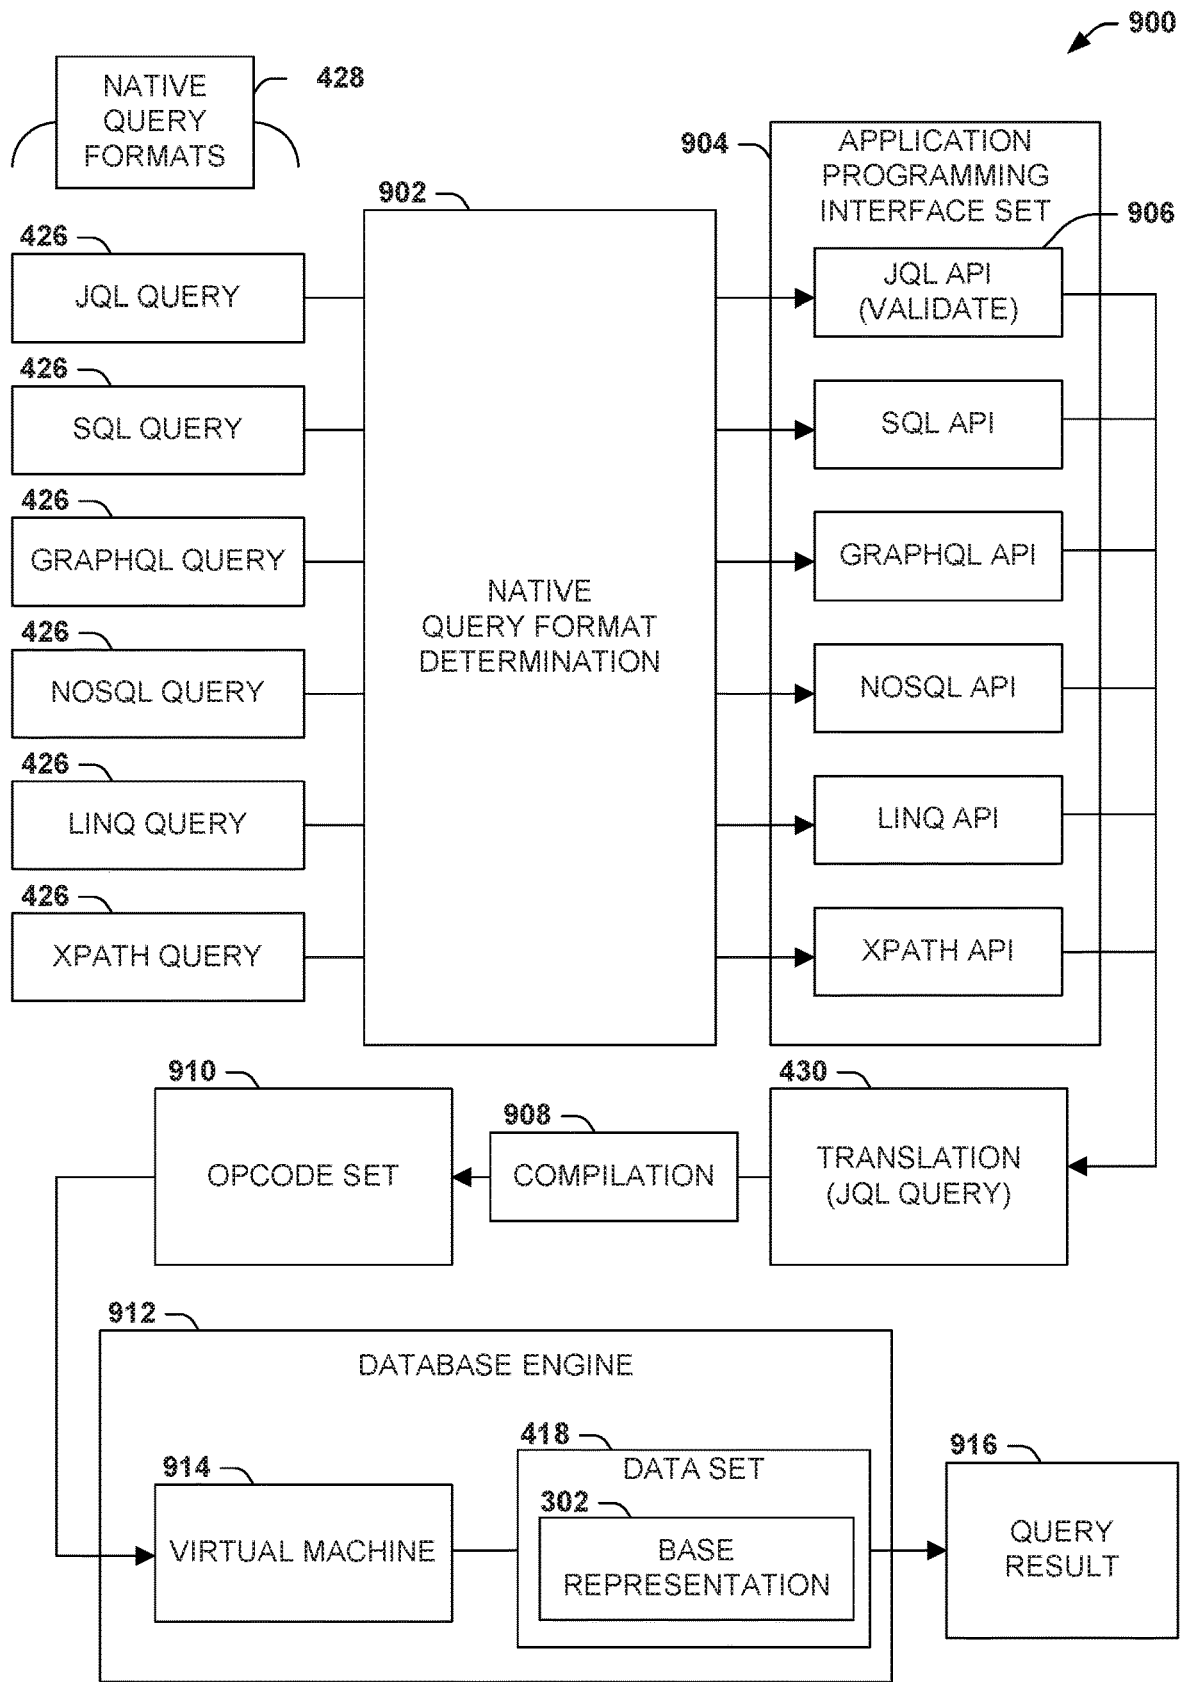 900
NATIVE
QUERY
FORMATS
428
904
APPLICATION
PROGRAMMING
INTERFACE SET
902
906
426
JQL QUERY
JQL API
(VALIDATE)
426
SQL QUERY
SQL API
426
GRAPHQL QUERY
GRAPHQL API
NATIVE
QUERY FORMAT
DETERMINATION
426
NOSQL QUERY
NOSQL API
426
LINQ QUERY
LINQ API
426
XPATH QUERY
XPATH API
910
OPCODE SET
908
COMPILATION
430
TRANSLATION
(JQL QUERY)
912
DATABASE ENGINE
914
VIRTUAL MACHINE
418
DATA SET
302
BASE
REPRESENTATION
916
QUERY
RESULT